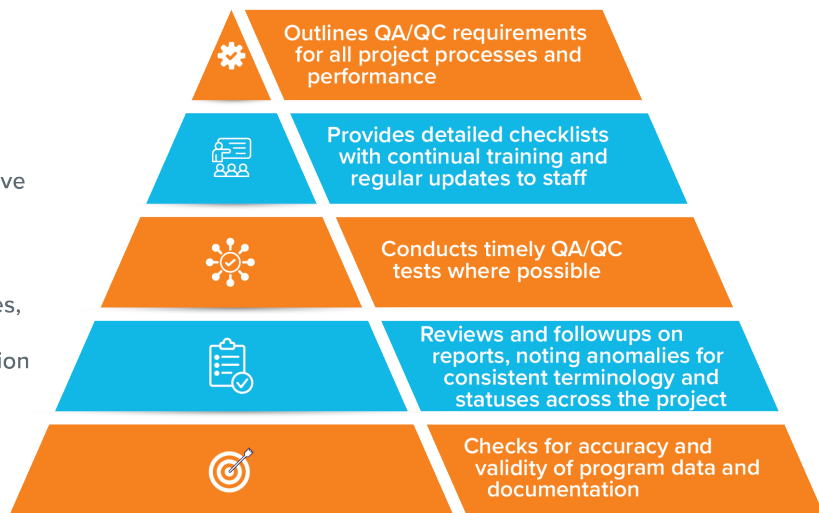 Outlines QA/QC requirements
for all project processes and
performance
Provides detailed checklists
with continual training and
regular updates to staff
Conducts timely QA/QC
tests where possible
Reviews and followups on
reports, noting anomalies for
consistent terminology and
statuses across the project
Checks for accuracy and
validity of program data and
documentation